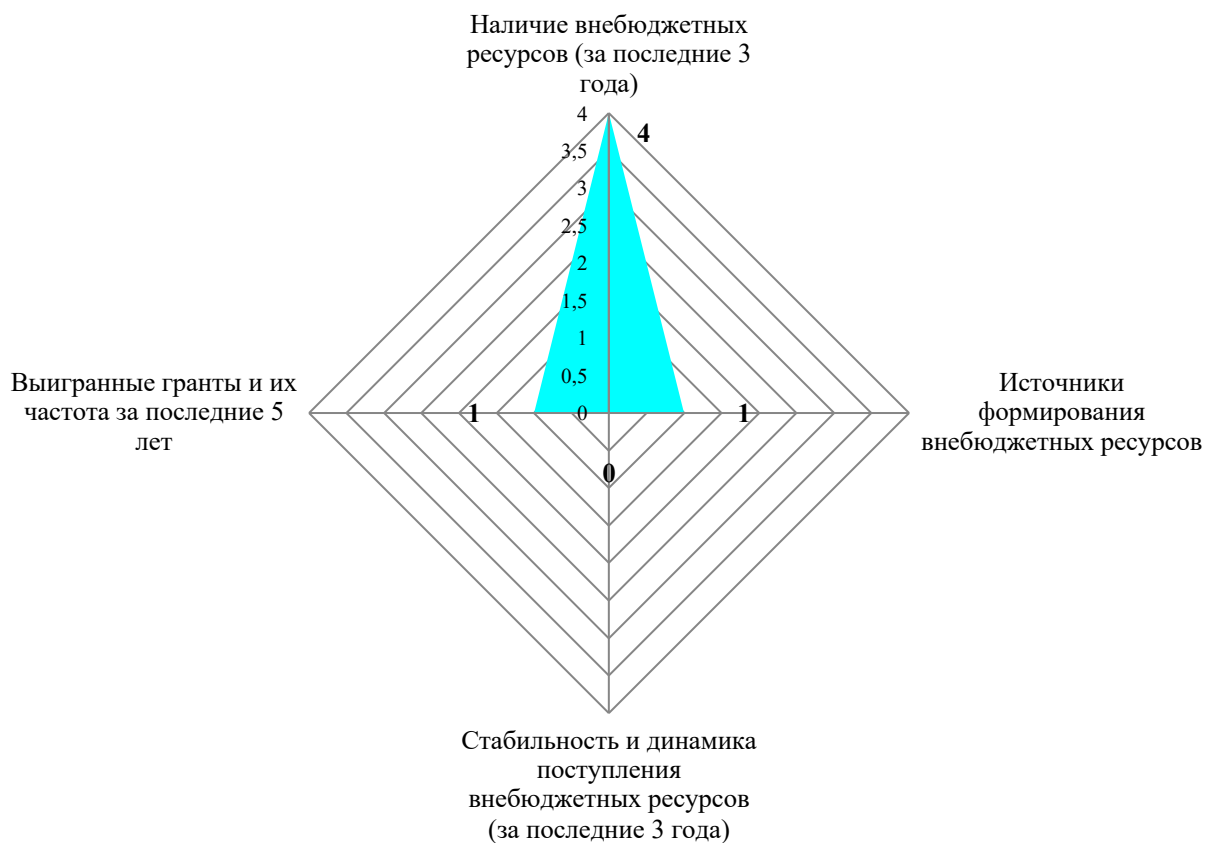 Наличие внебюджетных
ресурсов (за последние 3
года)
4
4
3,5
3
2,5
2
1,5
1
0,5
0
Выигранные гранты и их
частота за последние 5
лет
1
1
Источники
формирования
внебюджетных ресурсов
0
Стабильность и динамика
поступления
внебюджетных ресурсов
(за последние 3 года)